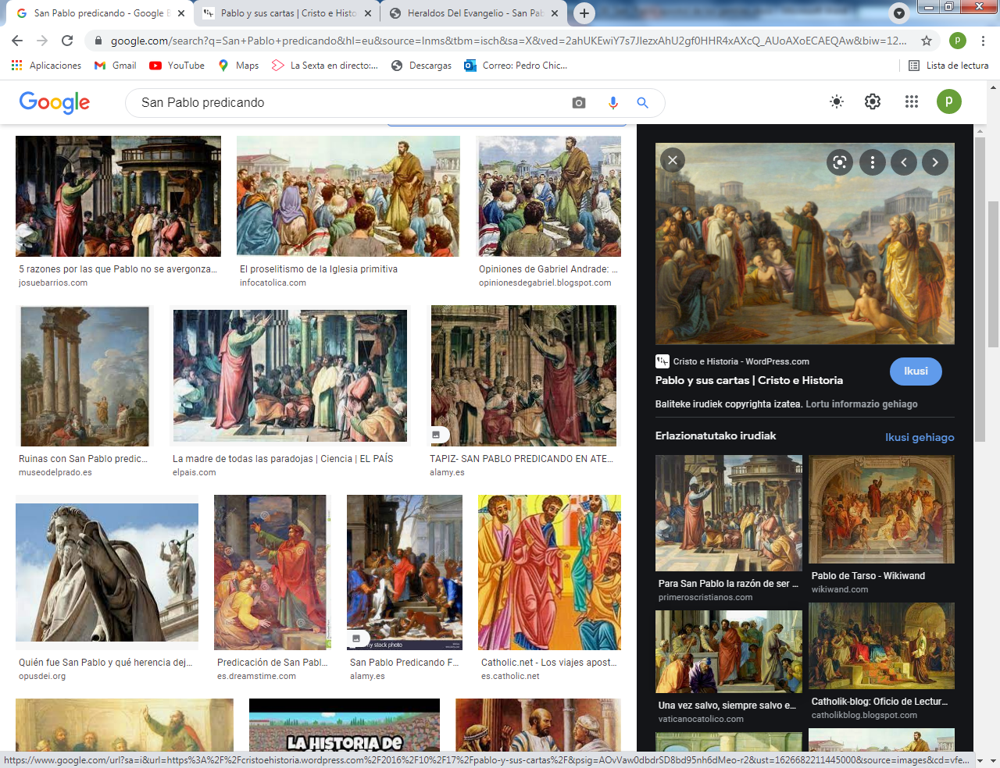 San Pablo predicando - Google B
Pablo y sus cartas | Cristo e Histo
Heraldos Del Evangelio - San Pab
google.com/search?q=San+Pablo+predicando&hl=eu&source=lnms&tbm=isch&sa=X&ved=2ahUKEwiY7s7JlezxAhU2gf0HHR4xAXcQ_AUoAXoECAEQAw&biw=12...
p
Aplicaciones
Gmail
YouTube
Maps
La Sexta en directo:...
Descargas
Correo: Pedro Chic...
Lista de lectura
Google
San Pablo predicando
p
5 razones por las que Pablo no se avergonza...
josuebarrios.com
El proselitismo de la Iglesia primitiva
infocatolica.com
Opiniones de Gabriel Andrade: ...
opinionesdegabriel.blogspot.com
Ruinas con San Pablo predic...
museodelprado.es
La madre de todas las paradojas | Ciencia | EL PAÍS
elpais.com
TAPIZ- SAN PABLO PREDICANDO EN ATE...
alamy.es
stock photo
Quién fue San Pablo y qué herencia dej...
opusdei.org
Predicación de San Pabl...
es.dreamstime.com
San Pablo Predicando F...
alamy.es
Catholic.net - Los viajes apost...
es.catholic.net
LA HISTORIA DE
Cristo e Historia - WordPress.com
Pablo y sus cartas | Cristo e Historia
Ikusi
Baliteke irudiek copyrighta izatea. Lortu informazio gehiago
Erlazionatutako irudiak
Ikusi gehiago
Para San Pablo la razón de ser ...
primeroscristianos.com
Pablo de Tarso - Wikiwand
wikiwand.com
Una vez salvo, siempre salvo e...
vaticanocatolico.com
Catholik-blog: Oficio de Lectur...
catholikblog.blogspot.com
https://www.google.com/url?sa=i&url=https%3A%2F%2Fcristoehistoria.wordpress.com%2F2016%2F10%2F17%2Fpablo-y-sus-cartas%2F&psig=AOvVaw0dbdrSD8bd95nh6dMeo-r2&ust=1626682211445000&source=images&cd=vfe...